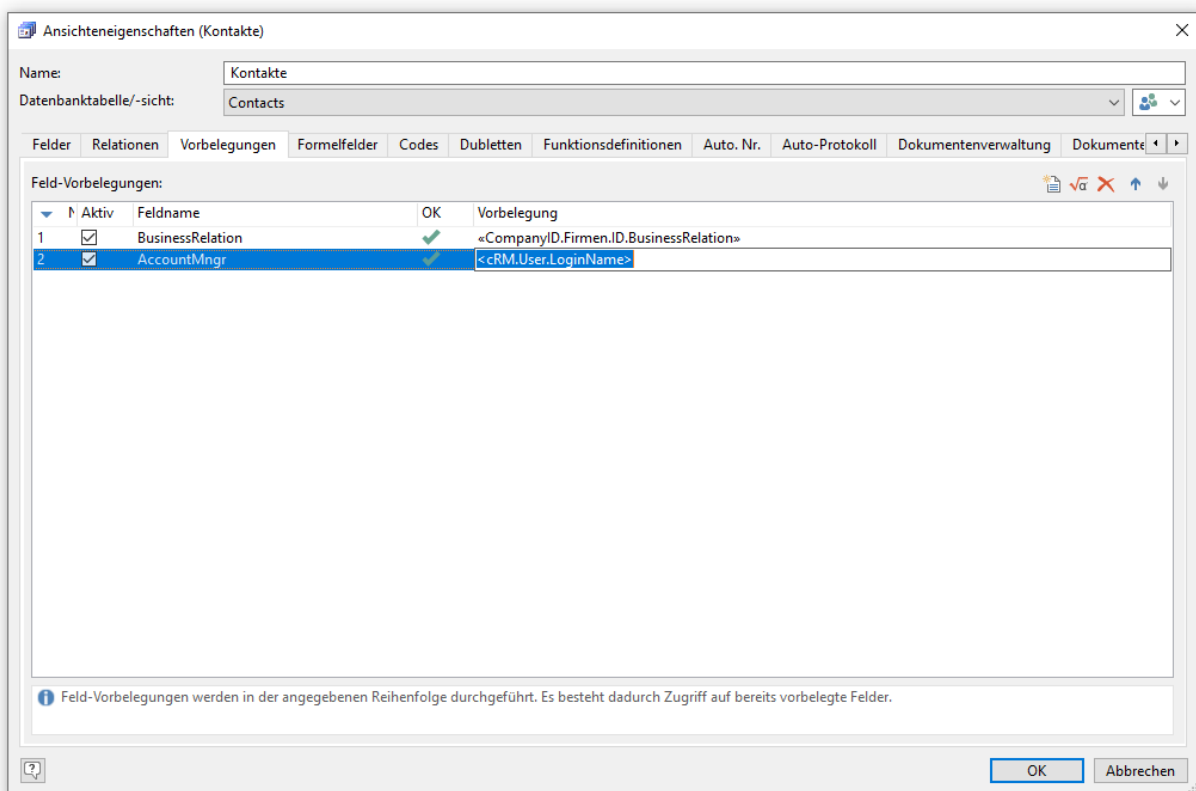 Ansichteneigenschaften (Kontakte)
Name: Kontakte
Datenbanktabelle/-sicht: Contacts
Felder Relationen Vorbelegungen Formelfelder Codes Dubletten Funktionsdefinitionen Auto. Nr. Auto-Protokoll Dokumentenverwaltung Dokumente
Feld-Vorbelegungen:
N Aktiv Feldname OK Vorbelegung
1 BusinessRelation «CompanyID.Firmen.ID.BusinessRelation»
2 AccountMngr <cRM.User.LoginName>
Feld-Vorbelegungen werden in der angegebenen Reihenfolge durchgeführt. Es besteht dadurch Zugriff auf bereits vorbelegte Felder.
OK Abbrechen